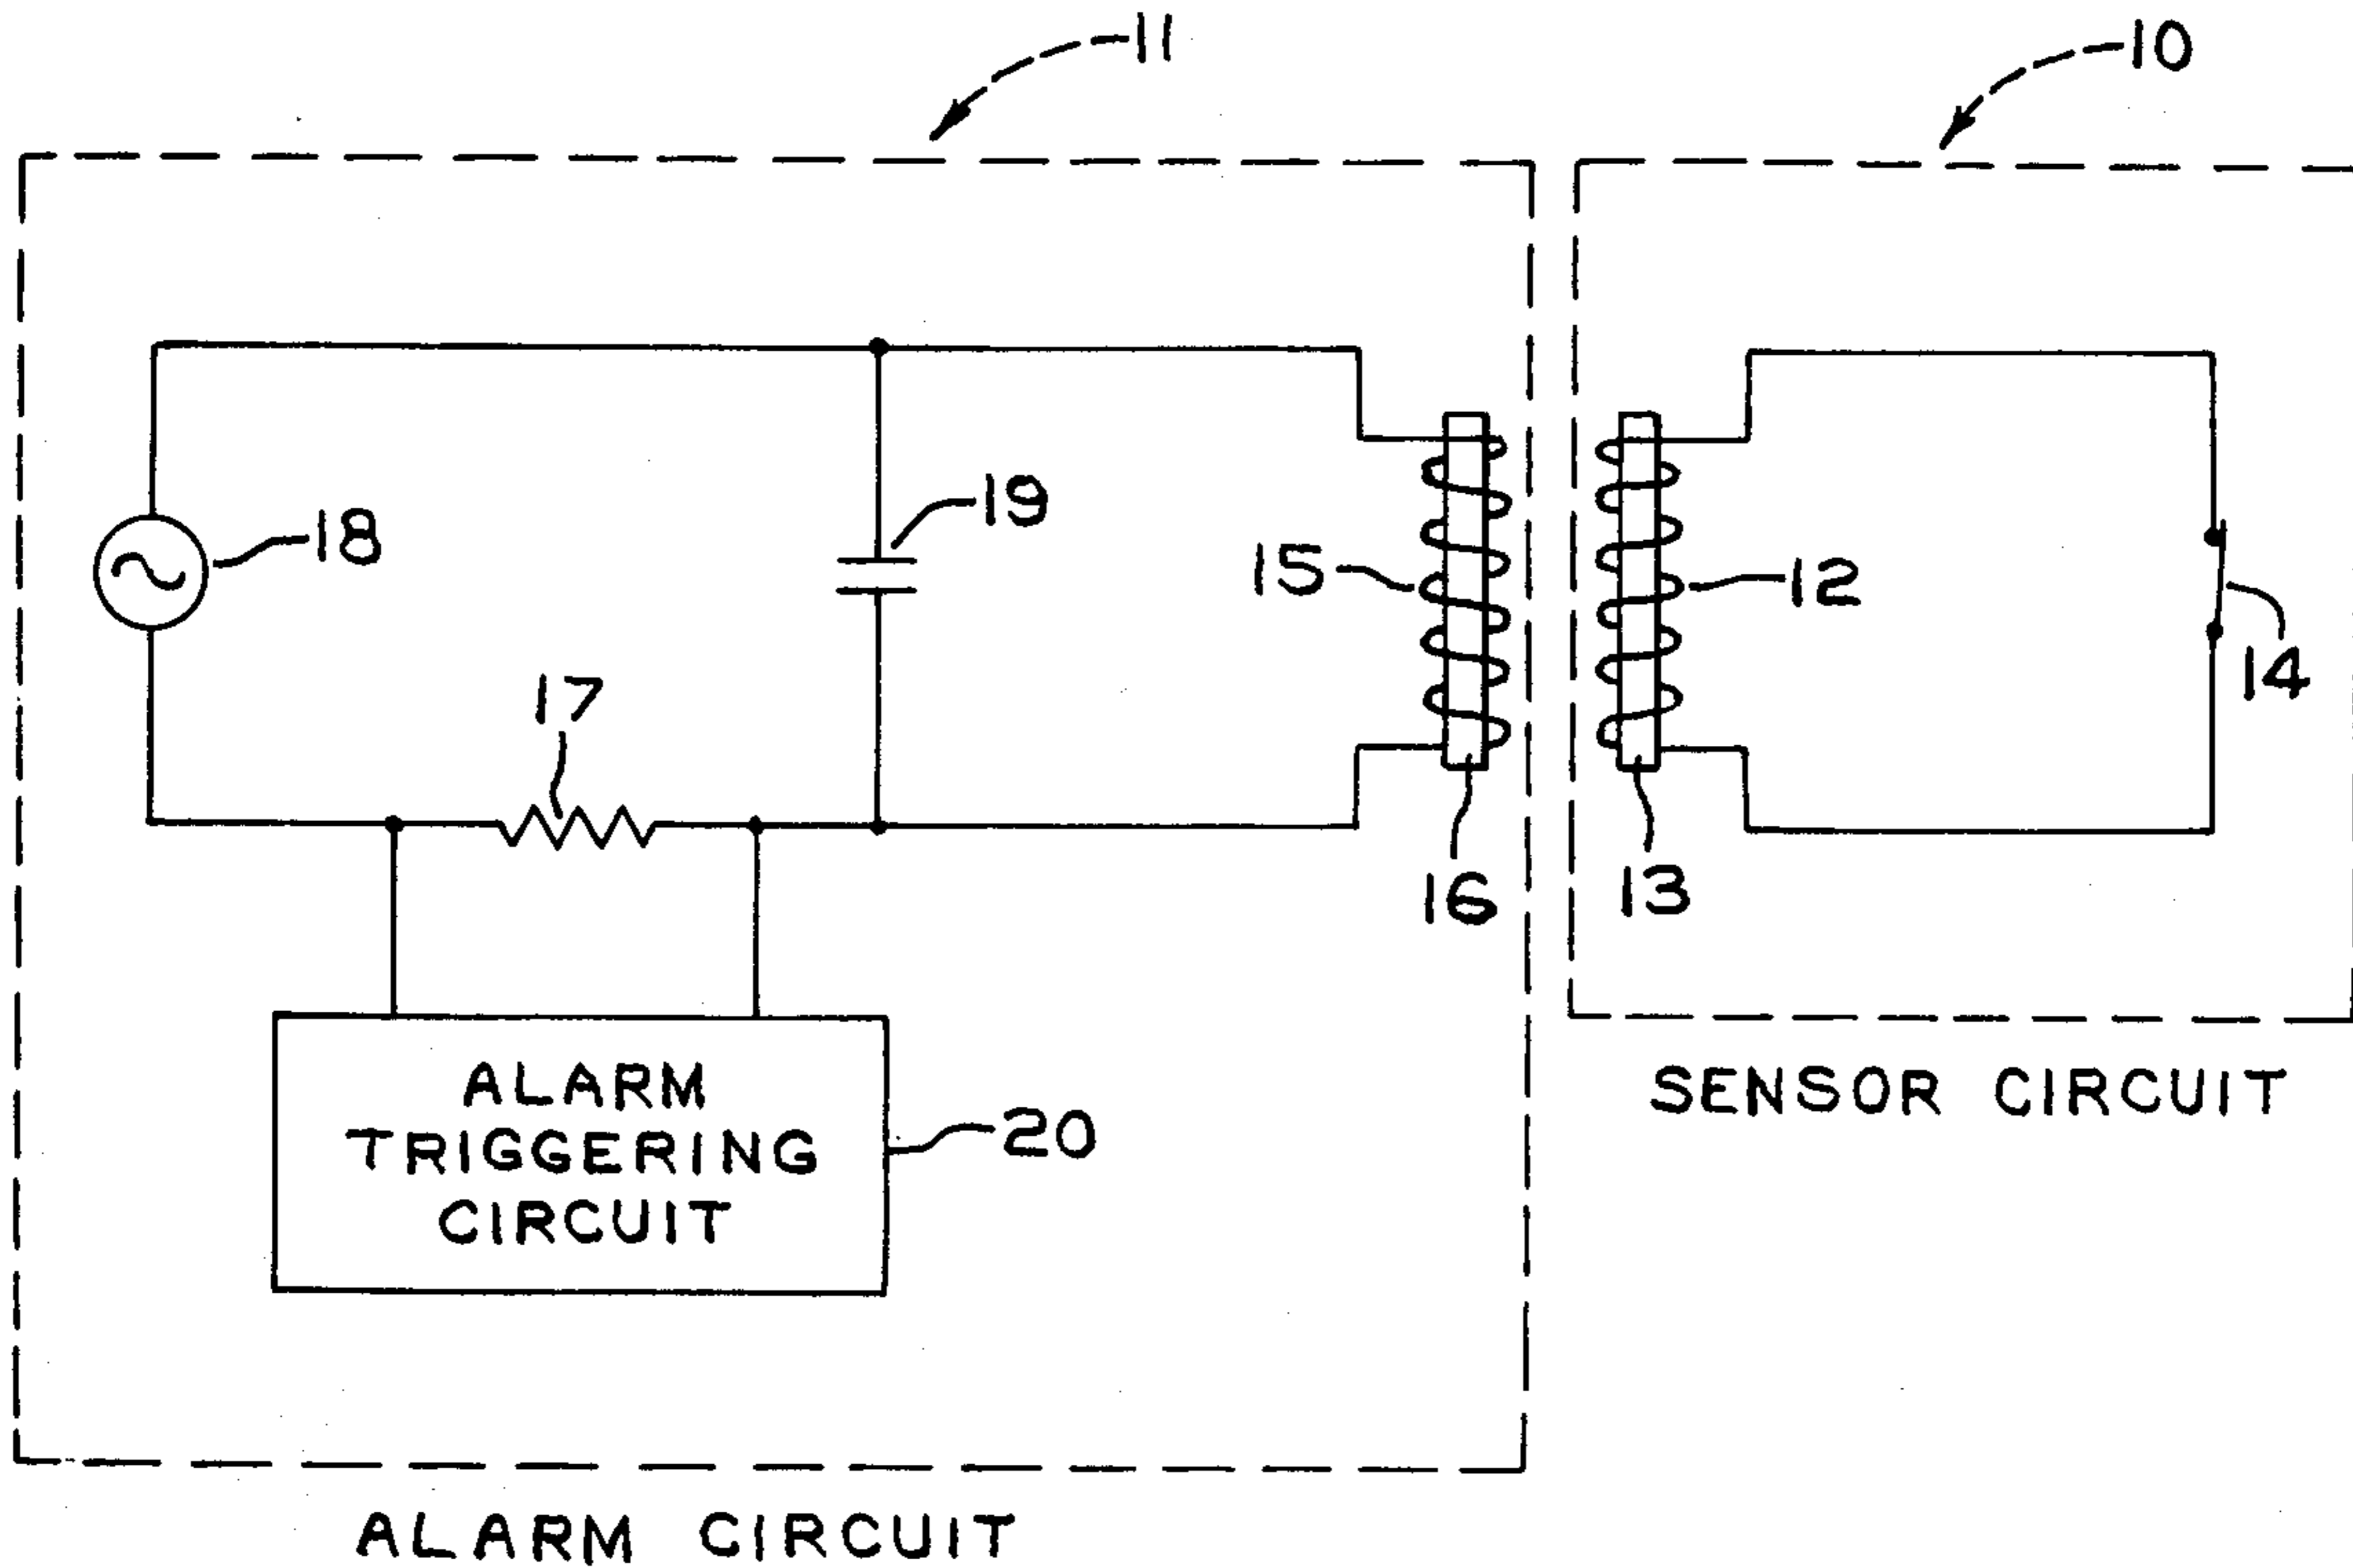 11
10
18
19
15
12
14
17
16
13
ALARM
TRIGGERING
CIRCUIT
20
SENSOR CIRCUIT
ALARM CIRCUIT